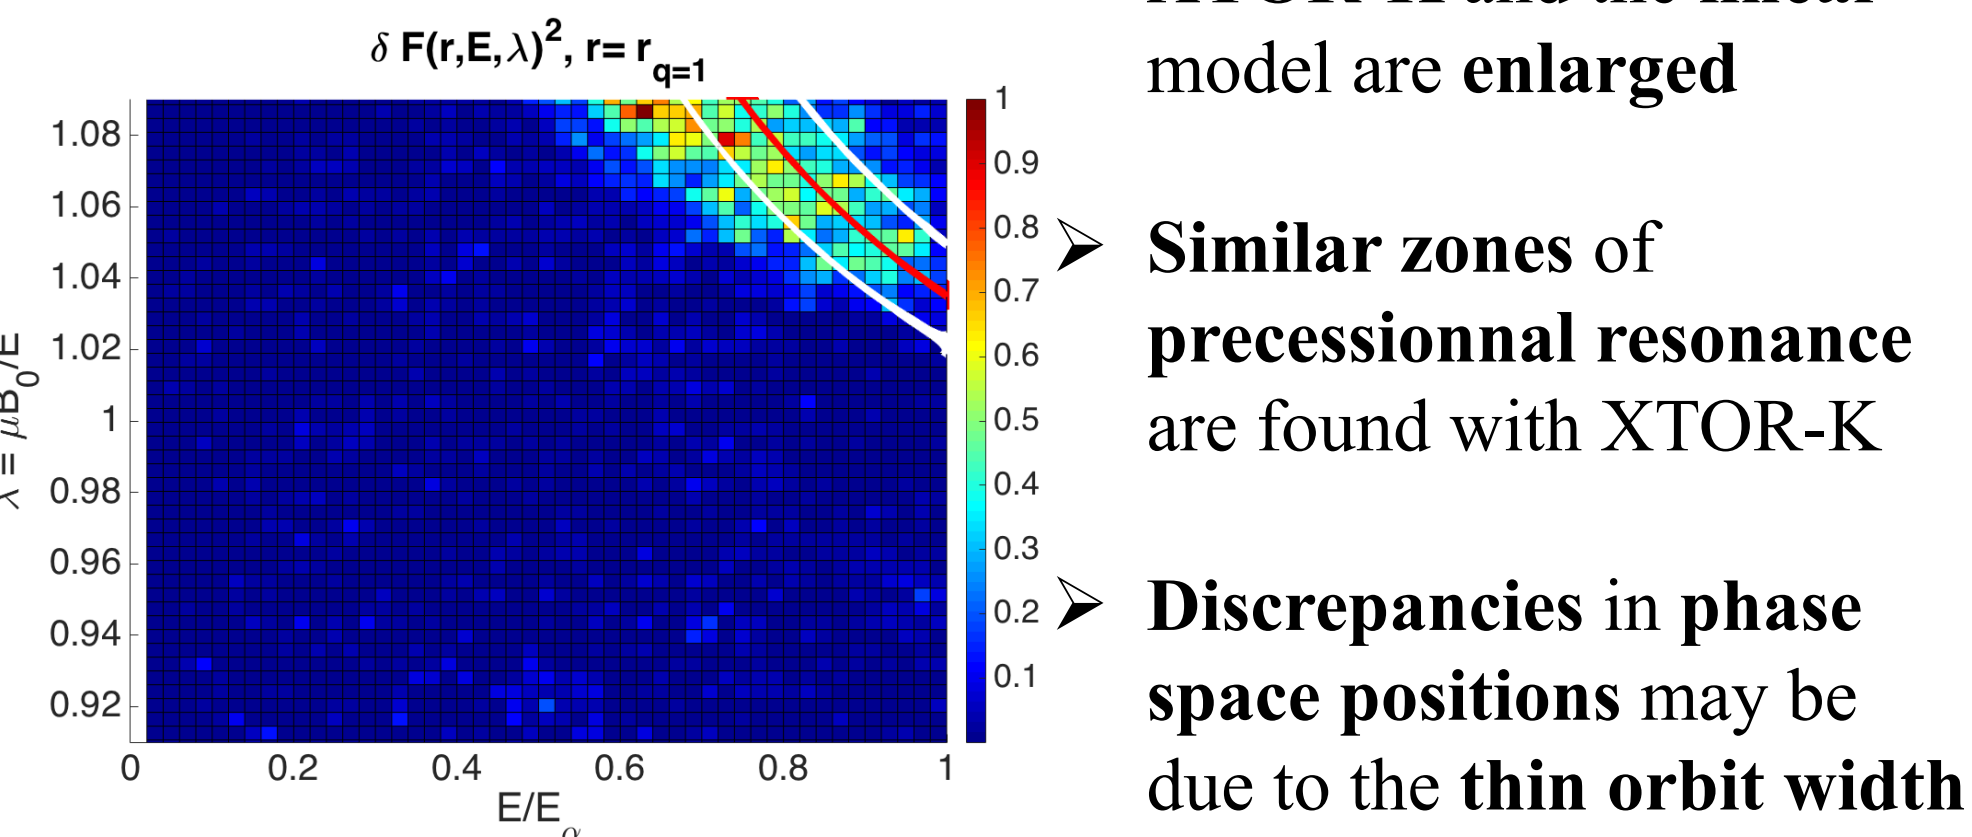 δ F(r,E,λ)², r= r_q=1
1.08
1.06
1.04
1.02
1
0.98
0.96
0.94
0.92
λ = μB₀/E
0
0.2
0.4
0.6
0.8
1
E/E_α
1
0.9
0.8
0.7
0.6
0.5
0.4
0.3
0.2
0.1
and the linear
model are enlarged
➢ Similar zones of
precessionnal resonance
are found with XTOR-K
➢ Discrepancies in phase
space positions may be
due to the thin orbit width